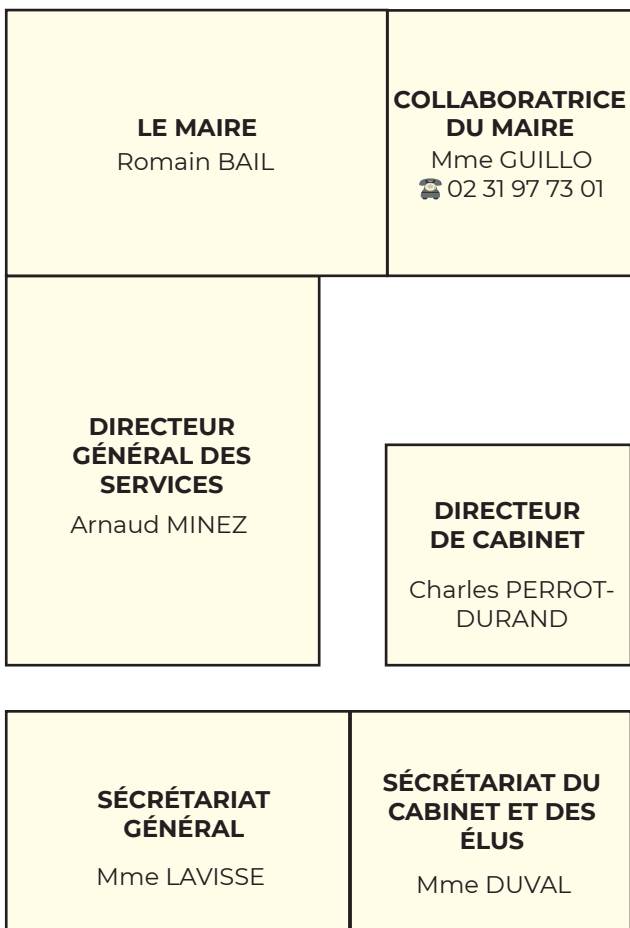 LE MAIRE
Romain BAIL
COLLABORATRICE
DU MAIRE
Mme GUILLO
☎ 02 31 97 73 01
DIRECTEUR
GÉNÉRAL DES
SERVICES
Arnaud MINEZ
DIRECTEUR
DE CABINET
Charles PERROT-
DURAND
SÉCRÉTARIAT
GÉNÉRAL
Mme LAVISSE
SÉCRÉTARIAT DU
CABINET ET DES
ÉLUS
Mme DUVAL